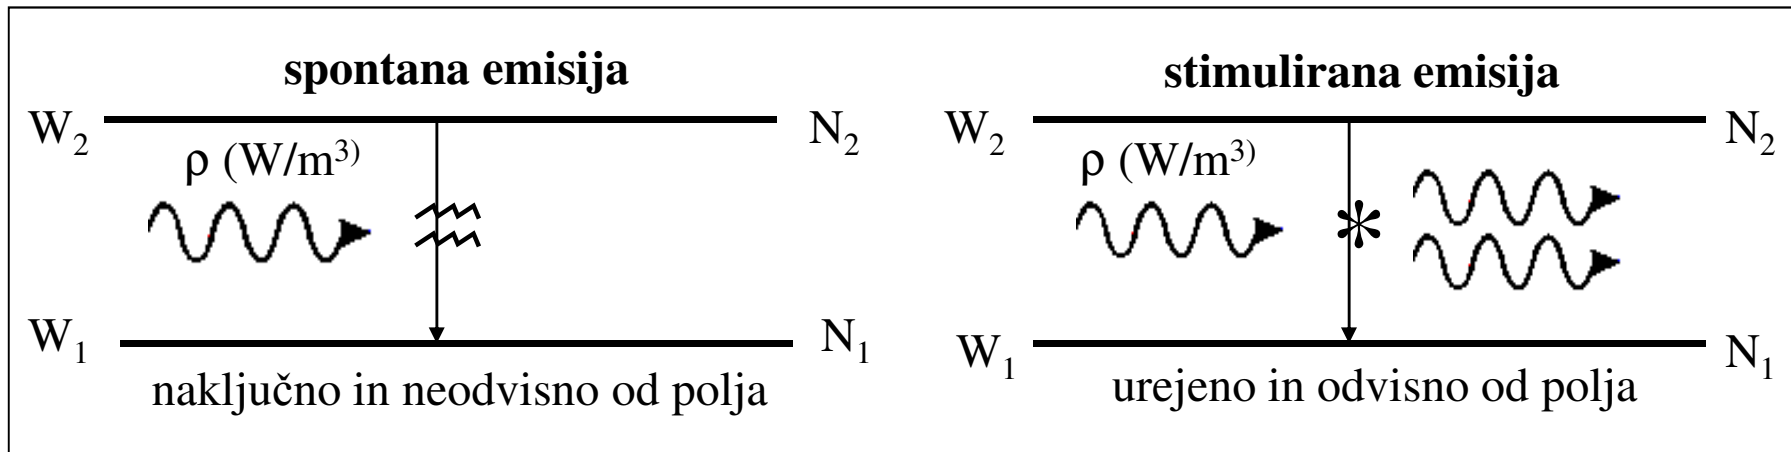 spontana emisija
W₂ N₂
ρ (W/m³⁾
W₁ N₁
naključno in neodvisno od polja
stimulirana emisija
W₂ N₂
ρ (W/m³⁾
W₁ N₁
urejeno in odvisno od polja